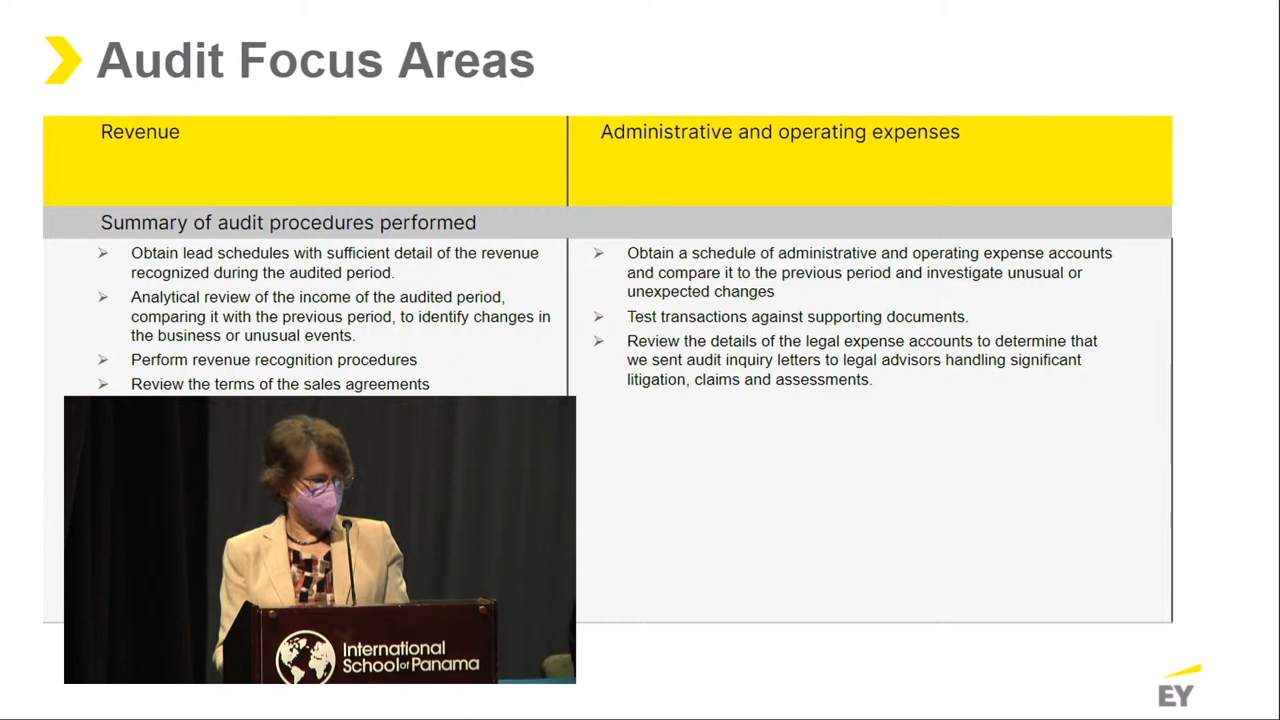 Audit Focus Areas
Revenue
Administrative and operating expenses
Summary of audit procedures performed
➢ Obtain lead schedules with sufficient detail of the revenue
recognized during the audited period.
➢ Analytical review of the income of the audited period,
comparing it with the previous period, to identify changes in
the business or unusual events.
➢ Perform revenue recognition procedures
➢ Review the terms of the sales agreements
➢ Obtain a schedule of administrative and operating expense accounts
and compare it to the previous period and investigate unusual or
unexpected changes
➢ Test transactions against supporting documents.
➢ Review the details of the legal expense accounts to determine that
we sent audit inquiry letters to legal advisors handling significant
litigation, claims and assessments.
International
School of Panama
EY